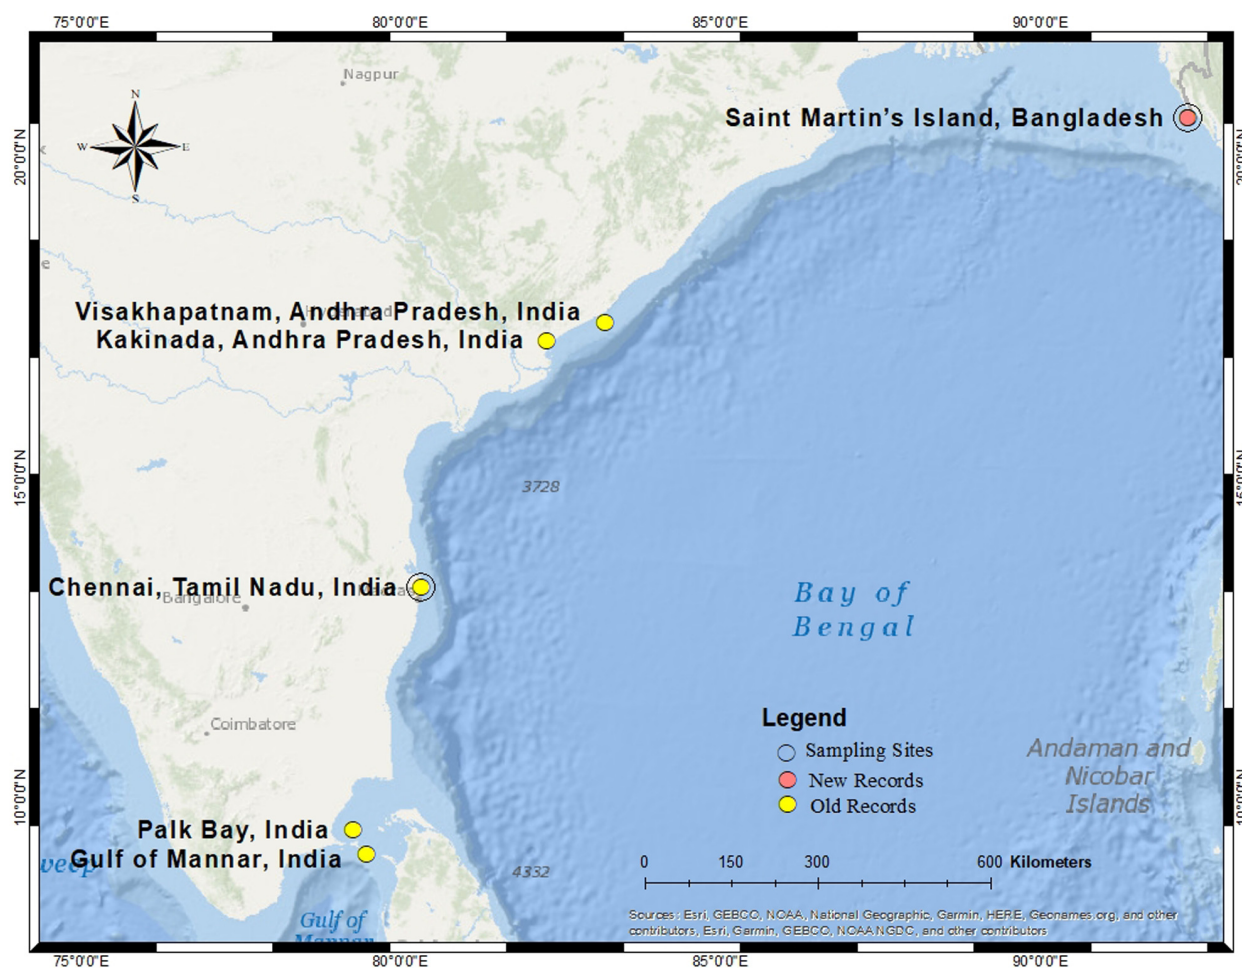 75°0'0"E 80°0'0"E 85°0'0"E 90°0'0"E
Nagpur
N
W E
S
Saint Martin's Island, Bangladesh
20°0'0"N
e
Visakhapatnam, Andhra Pradesh, India
Hyderabad
Kakinada, Andhra Pradesh, India
15°0'0"N
3728
Chennai, Tamil Nadu, India
Bangalore
Bay of
Bengal
Coimbatore
Legend
Sampling Sites
New Records
Old Records
Andaman and
Nicobar
Islands
10°0'0"N
Palk Bay, India
Gulf of Mannar, India
veep
0 150 300 600 Kilometers
4332
Gulf of
Mannar
Sources: Esri, GEBCO, NOAA, National Geographic, Garmin, HERE, Geonames.org, and other
contributors, Esri, Garmin, GEBCO, NOAA NGDC, and other contributors
75°0'0"E 80°0'0"E 85°0'0"E 90°0'0"E